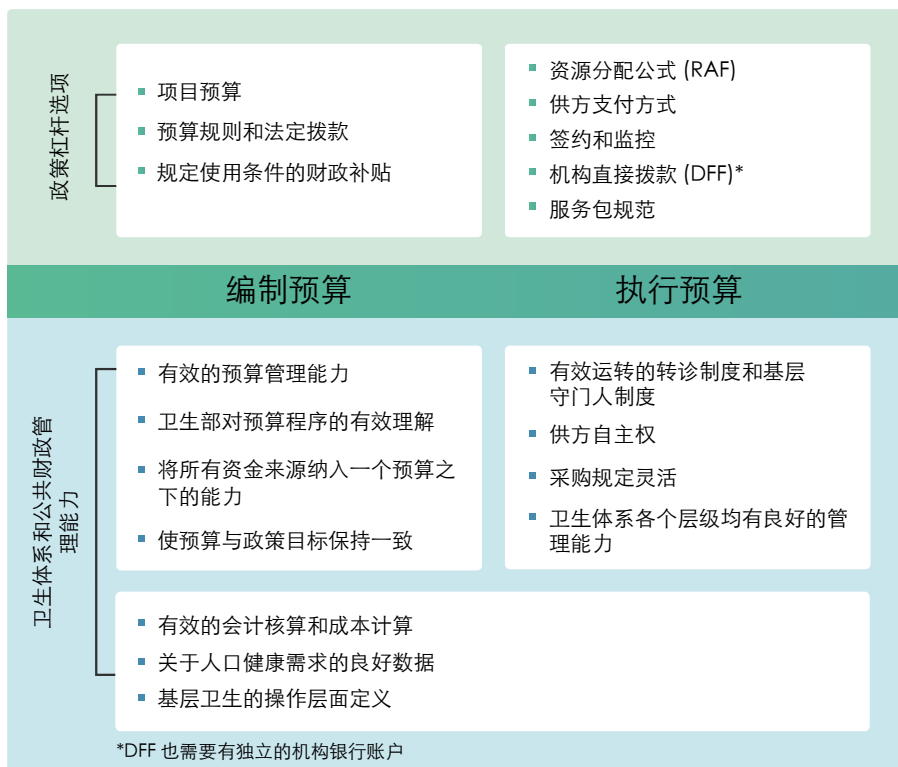 政策杠杆选项
项目预算
预算规则和法定拨款
规定使用条件的财政补贴
资源分配公式 (RAF)
供方支付方式
签约和监控
机构直接拨款 (DFF)*
服务包规范
编制预算
执行预算
卫生体系和公共财政管
理能力
有效的预算管理能力
卫生部对预算程序的有效理解
将所有资金来源纳入一个预算之
下的能力
使预算与政策目标保持一致
有效运转的转诊制度和基层
守门人制度
供方自主权
采购规定灵活
卫生体系各个层级均有良好的管
理能力
有效的会计核算和成本计算
关于人口健康需求的良好数据
基层卫生的操作层面定义
*DFF 也需要有独立的机构银行账户